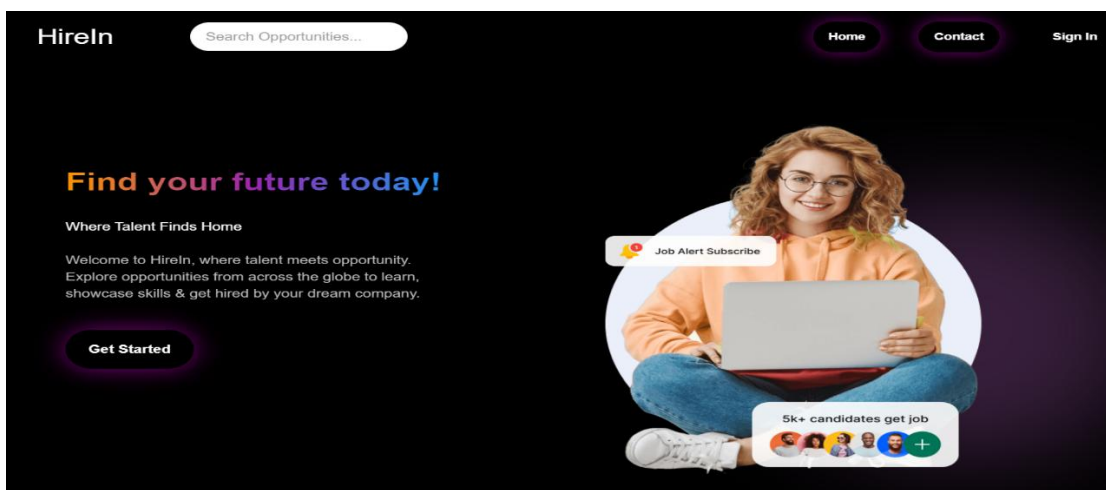 HireIn
Search Opportunities...
Home
Contact
Sign In
Find your future today!
Where Talent Finds Home
Job Alert Subscribe
1
Welcome to HireIn, where talent meets opportunity.
Explore opportunities from across the globe to learn,
showcase skills & get hired by your dream company.
Get Started
5k+ candidates get job
+